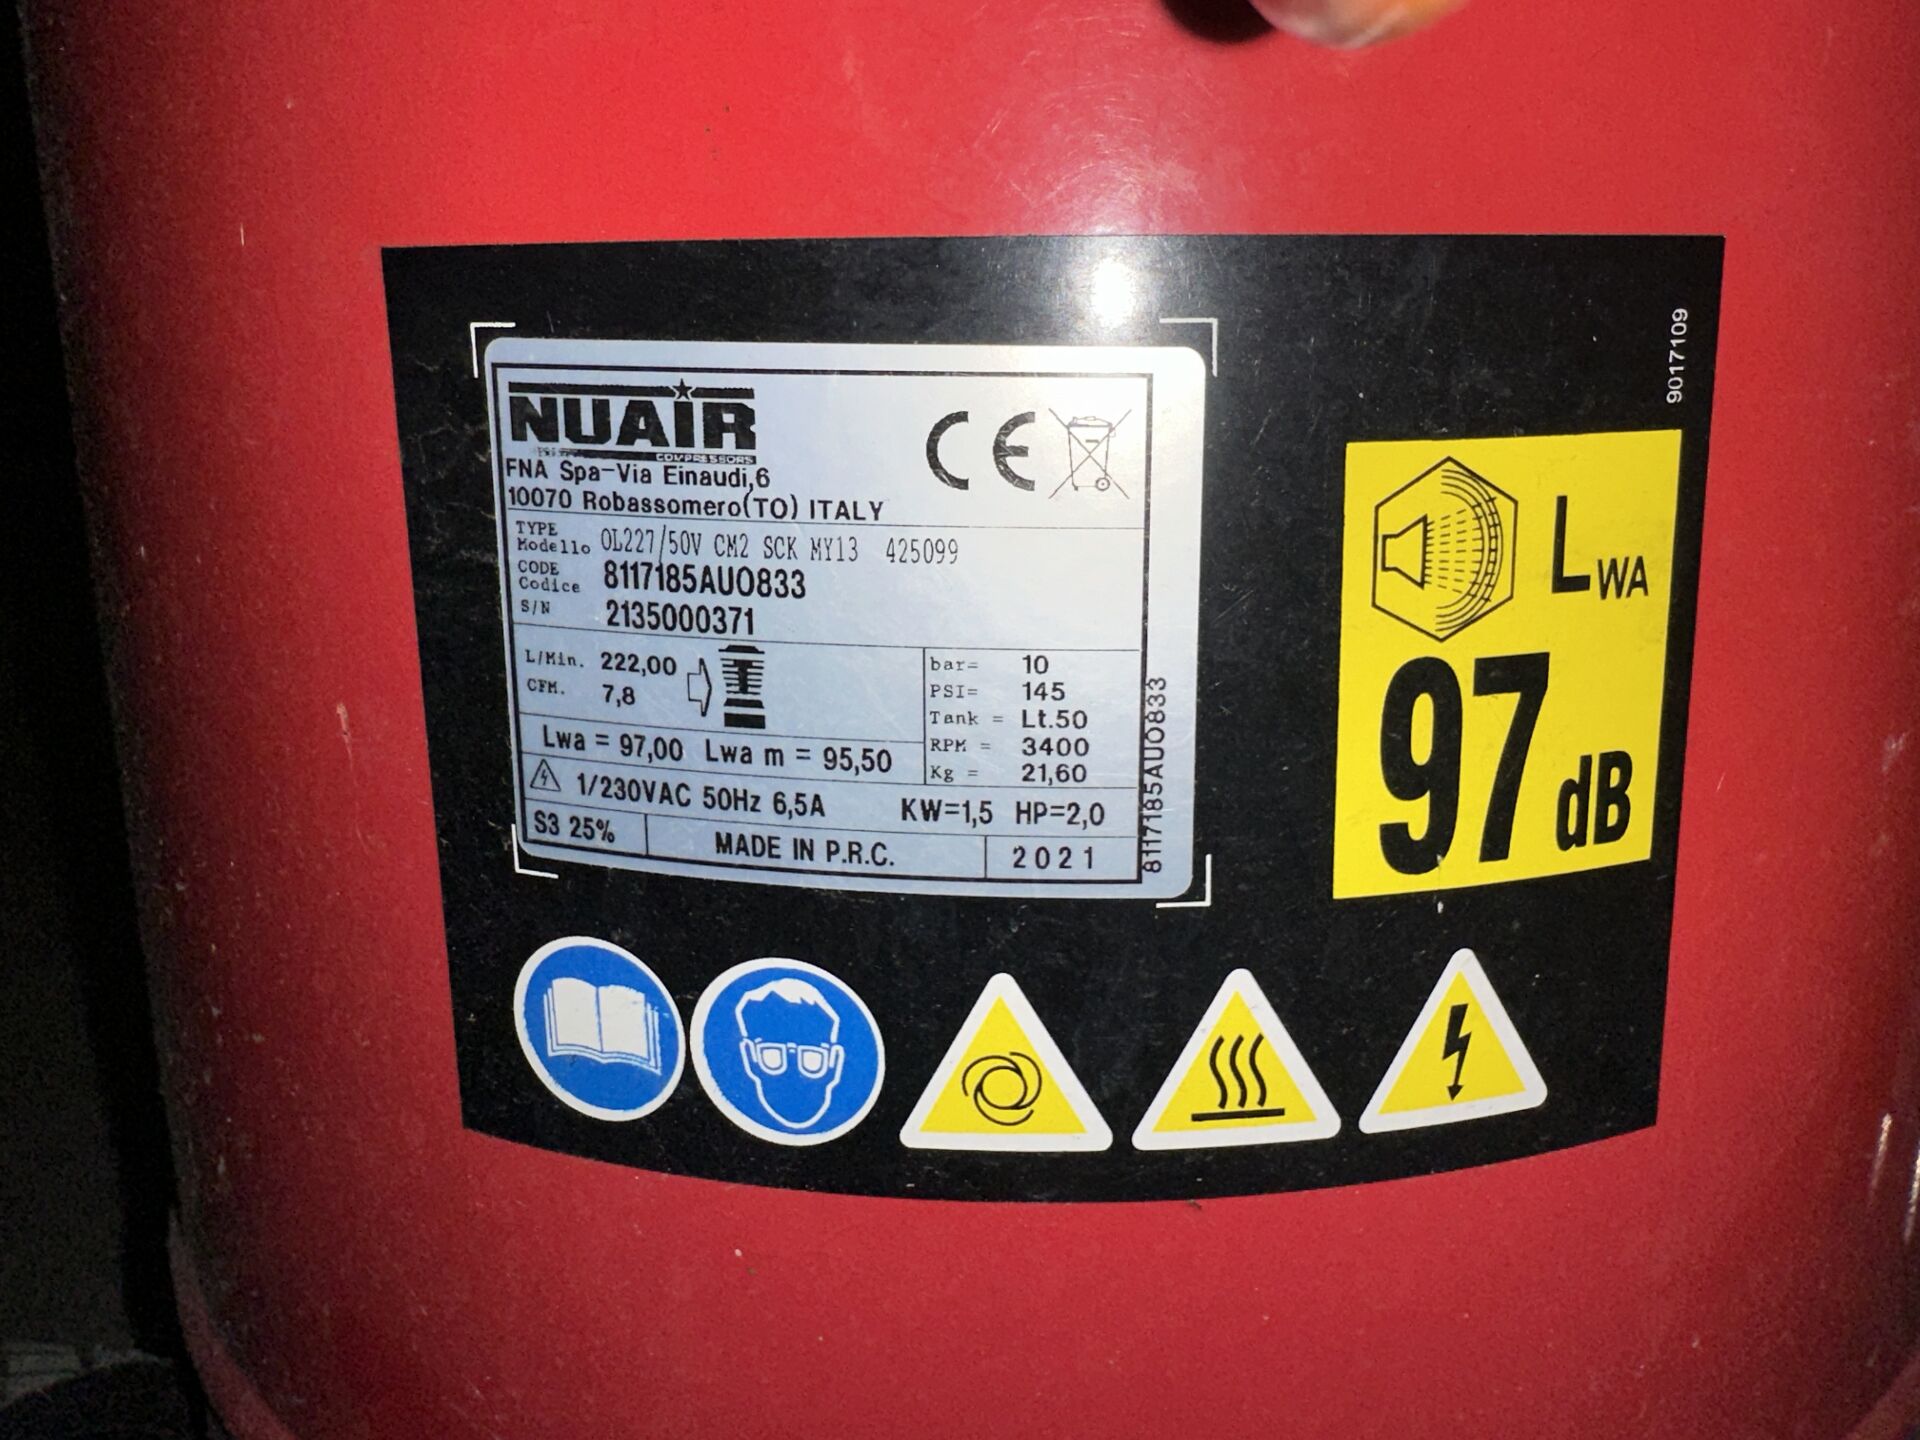 9017109
NUAIR
COMPRESSORS
CE
FNA Spa-Via Einaudi,6
10070 Robassomero(TO) ITALY
TYPE
Modello OL227/50V CM2 SCK MY13 425099
CODE
Codice 8117185AUO833
S/N 2135000371
L/Min. 222,00
CFM. 7,8
bar= 10
PSI= 145
Tank = Lt.50
RPM = 3400
Kg = 21,60
Lwa = 97,00 Lwa m = 95,50
1/230VAC 50Hz 6,5A KW=1,5 HP=2,0
S3 25% MADE IN P.R.C. 2021
8117185AUO833
LWA
97 dB